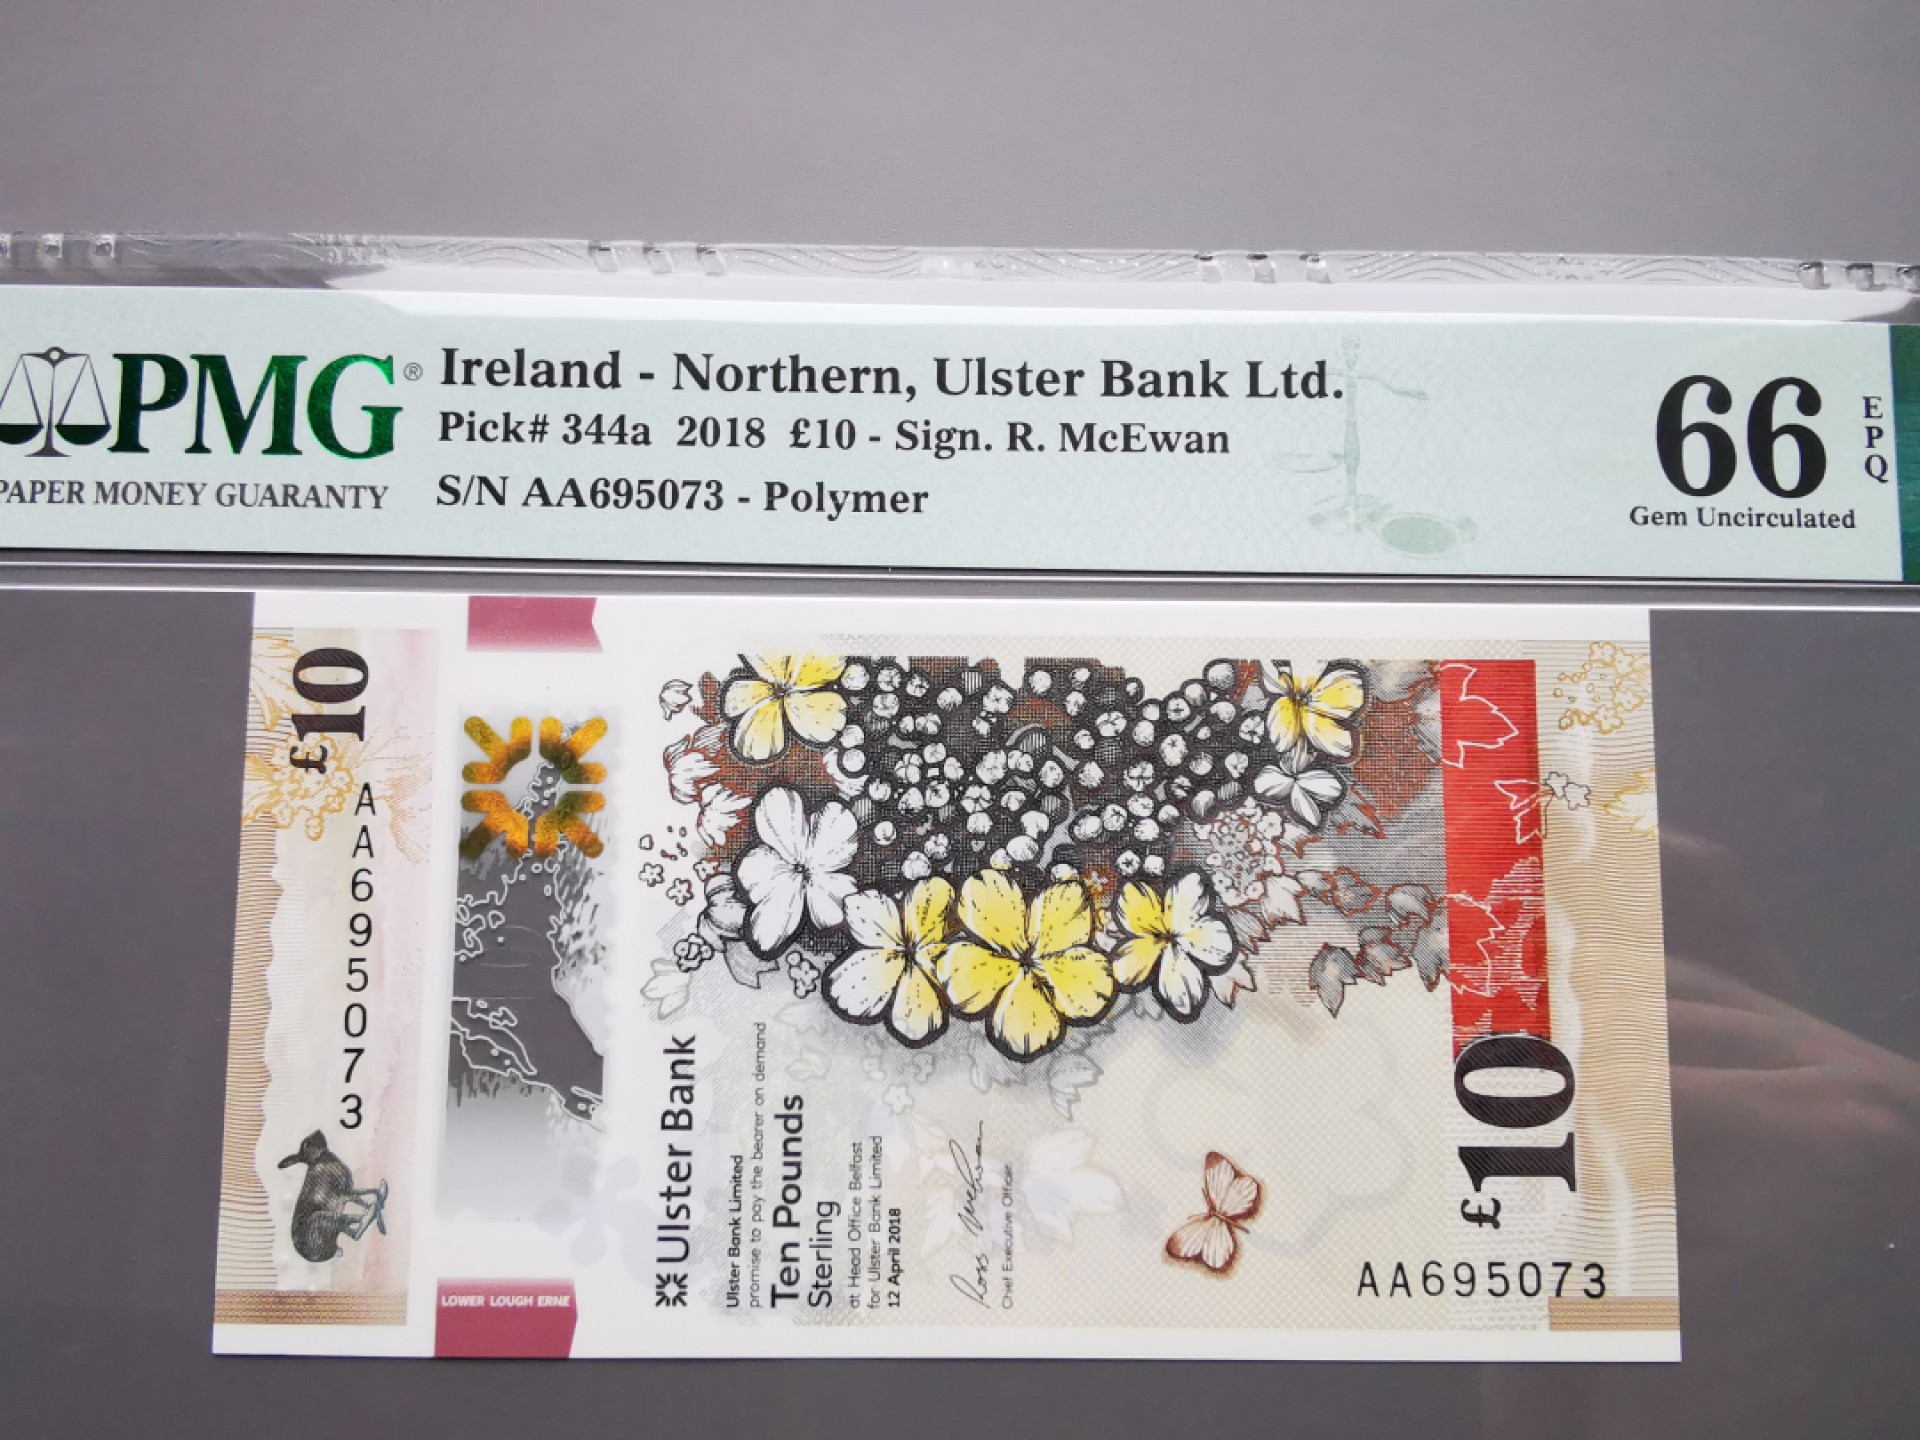 PMG®
PAPER MONEY GUARANTY
Ireland - Northern, Ulster Bank Ltd.
Pick# 344a 2018 £10 - Sign. R. McEwan
S/N AA695073 - Polymer
66
EPQ
Gem Uncirculated
£10
AA695073
LOWER LOUGH ERNE
Ulster Bank
Ulster Bank Limited
promise to pay the bearer on demand
Ten Pounds
Sterling
at Head Office Belfast
for Ulster Bank Limited
12 April 2018
Ross McEwan
Chief Executive Officer
£10
AA695073